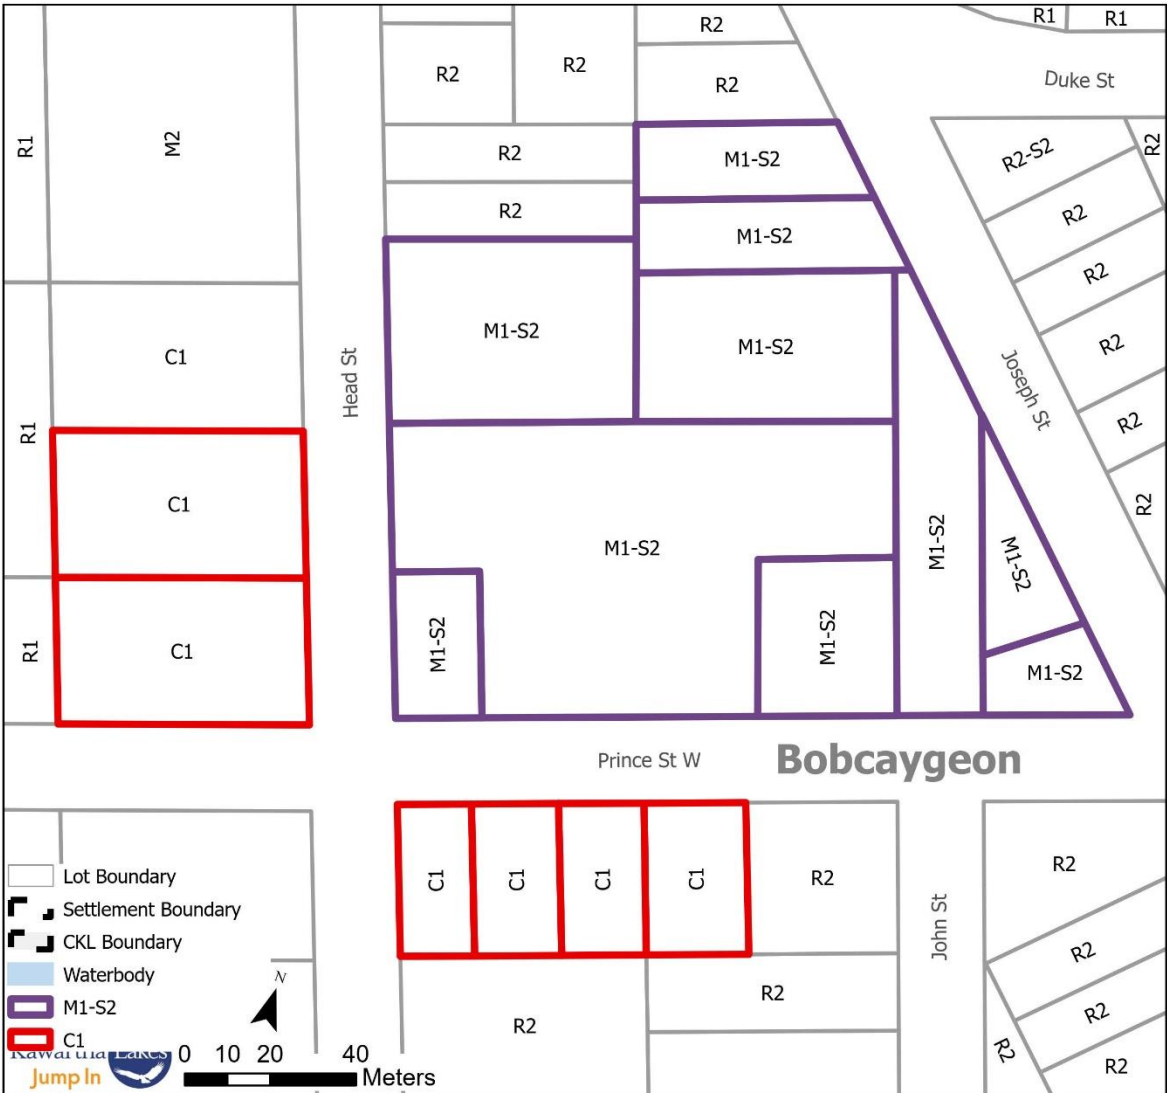 R2
R1
R1
R2
R2
R2
Duke St
R1
M2
R2
R2
M1-S2
R2-S2
R2
R2
R2
M1-S2
R2
C1
Head St
M1-S2
M1-S2
R2
Joseph St
R1
R2
C1
R2
M1-S2
M1-S2
M1-S2
R1
C1
M1-S2
M1-S2
M1-S2
Prince St W
Bobcaygeon
C1
C1
C1
C1
R2
R2
Lot Boundary
Settlement Boundary
CKL Boundary
Waterbody
M1-S2
C1
N
John St
R2
R2
R2
R2
R2
R2
Kawartha Lakes
Jump In
0 10 20 40
Meters